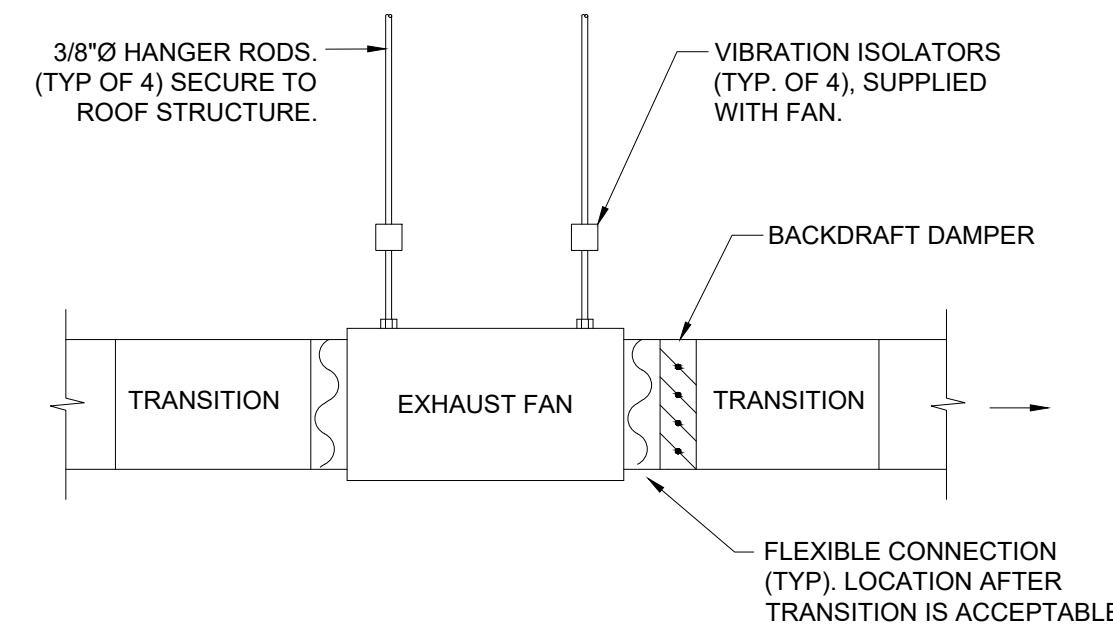 3/8"Ø HANGER RODS.
(TYP OF 4) SECURE TO
ROOF STRUCTURE.
VIBRATION ISOLATORS
(TYP. OF 4), SUPPLIED
WITH FAN.
BACKDRAFT DAMPER
TRANSITION
EXHAUST FAN
TRANSITION
FLEXIBLE CONNECTION
(TYP). LOCATION AFTER
TRANSITION IS ACCEPTABLE